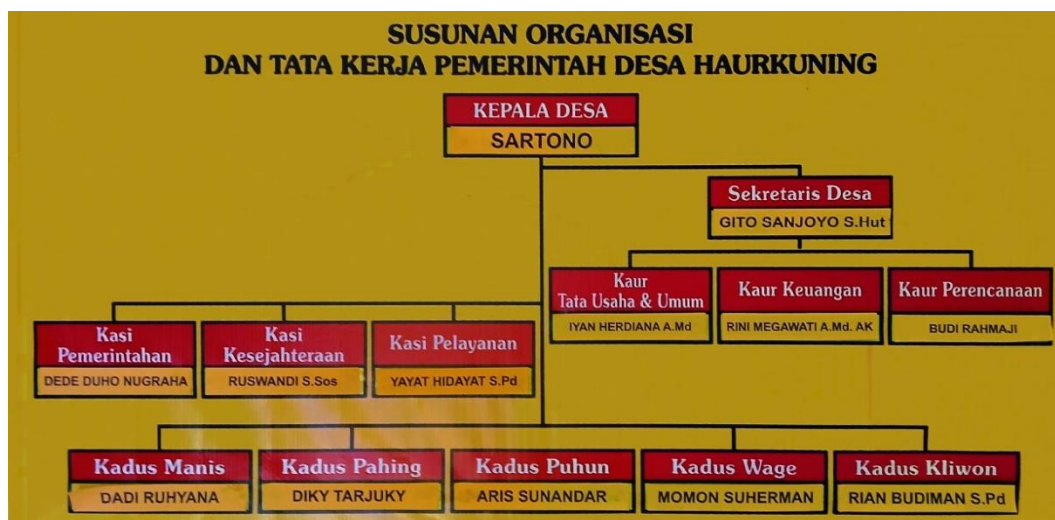 SUSUNAN ORGANISASI
DAN TATA KERJA PEMERINTAH DESA HAURKUNING
KEPALA DESA
SARTONO
Sekretaris Desa
GITO SANJOYO S.Hut
Kaur
Tata Usaha & Umum
IYAN HERDIANA A.Md
Kaur Keuangan
RINI MEGAWATI A.Md. AK
Kaur Perencanaan
BUDI RAHMAJI
Kasi
Pemerintahan
DEDE DUHO NUGRAHA
Kasi
Kesejahteraan
RUSWANDI S.Sos
Kasi Pelayanan
YAYAT HIDAYAT S.Pd
Kadus Manis
DADI RUHYANA
Kadus Pahing
DIKY TARJUKY
Kadus Puhun
ARIS SUNANDAR
Kadus Wage
MOMON SUHERMAN
Kadus Kliwon
RIAN BUDIMAN S.Pd